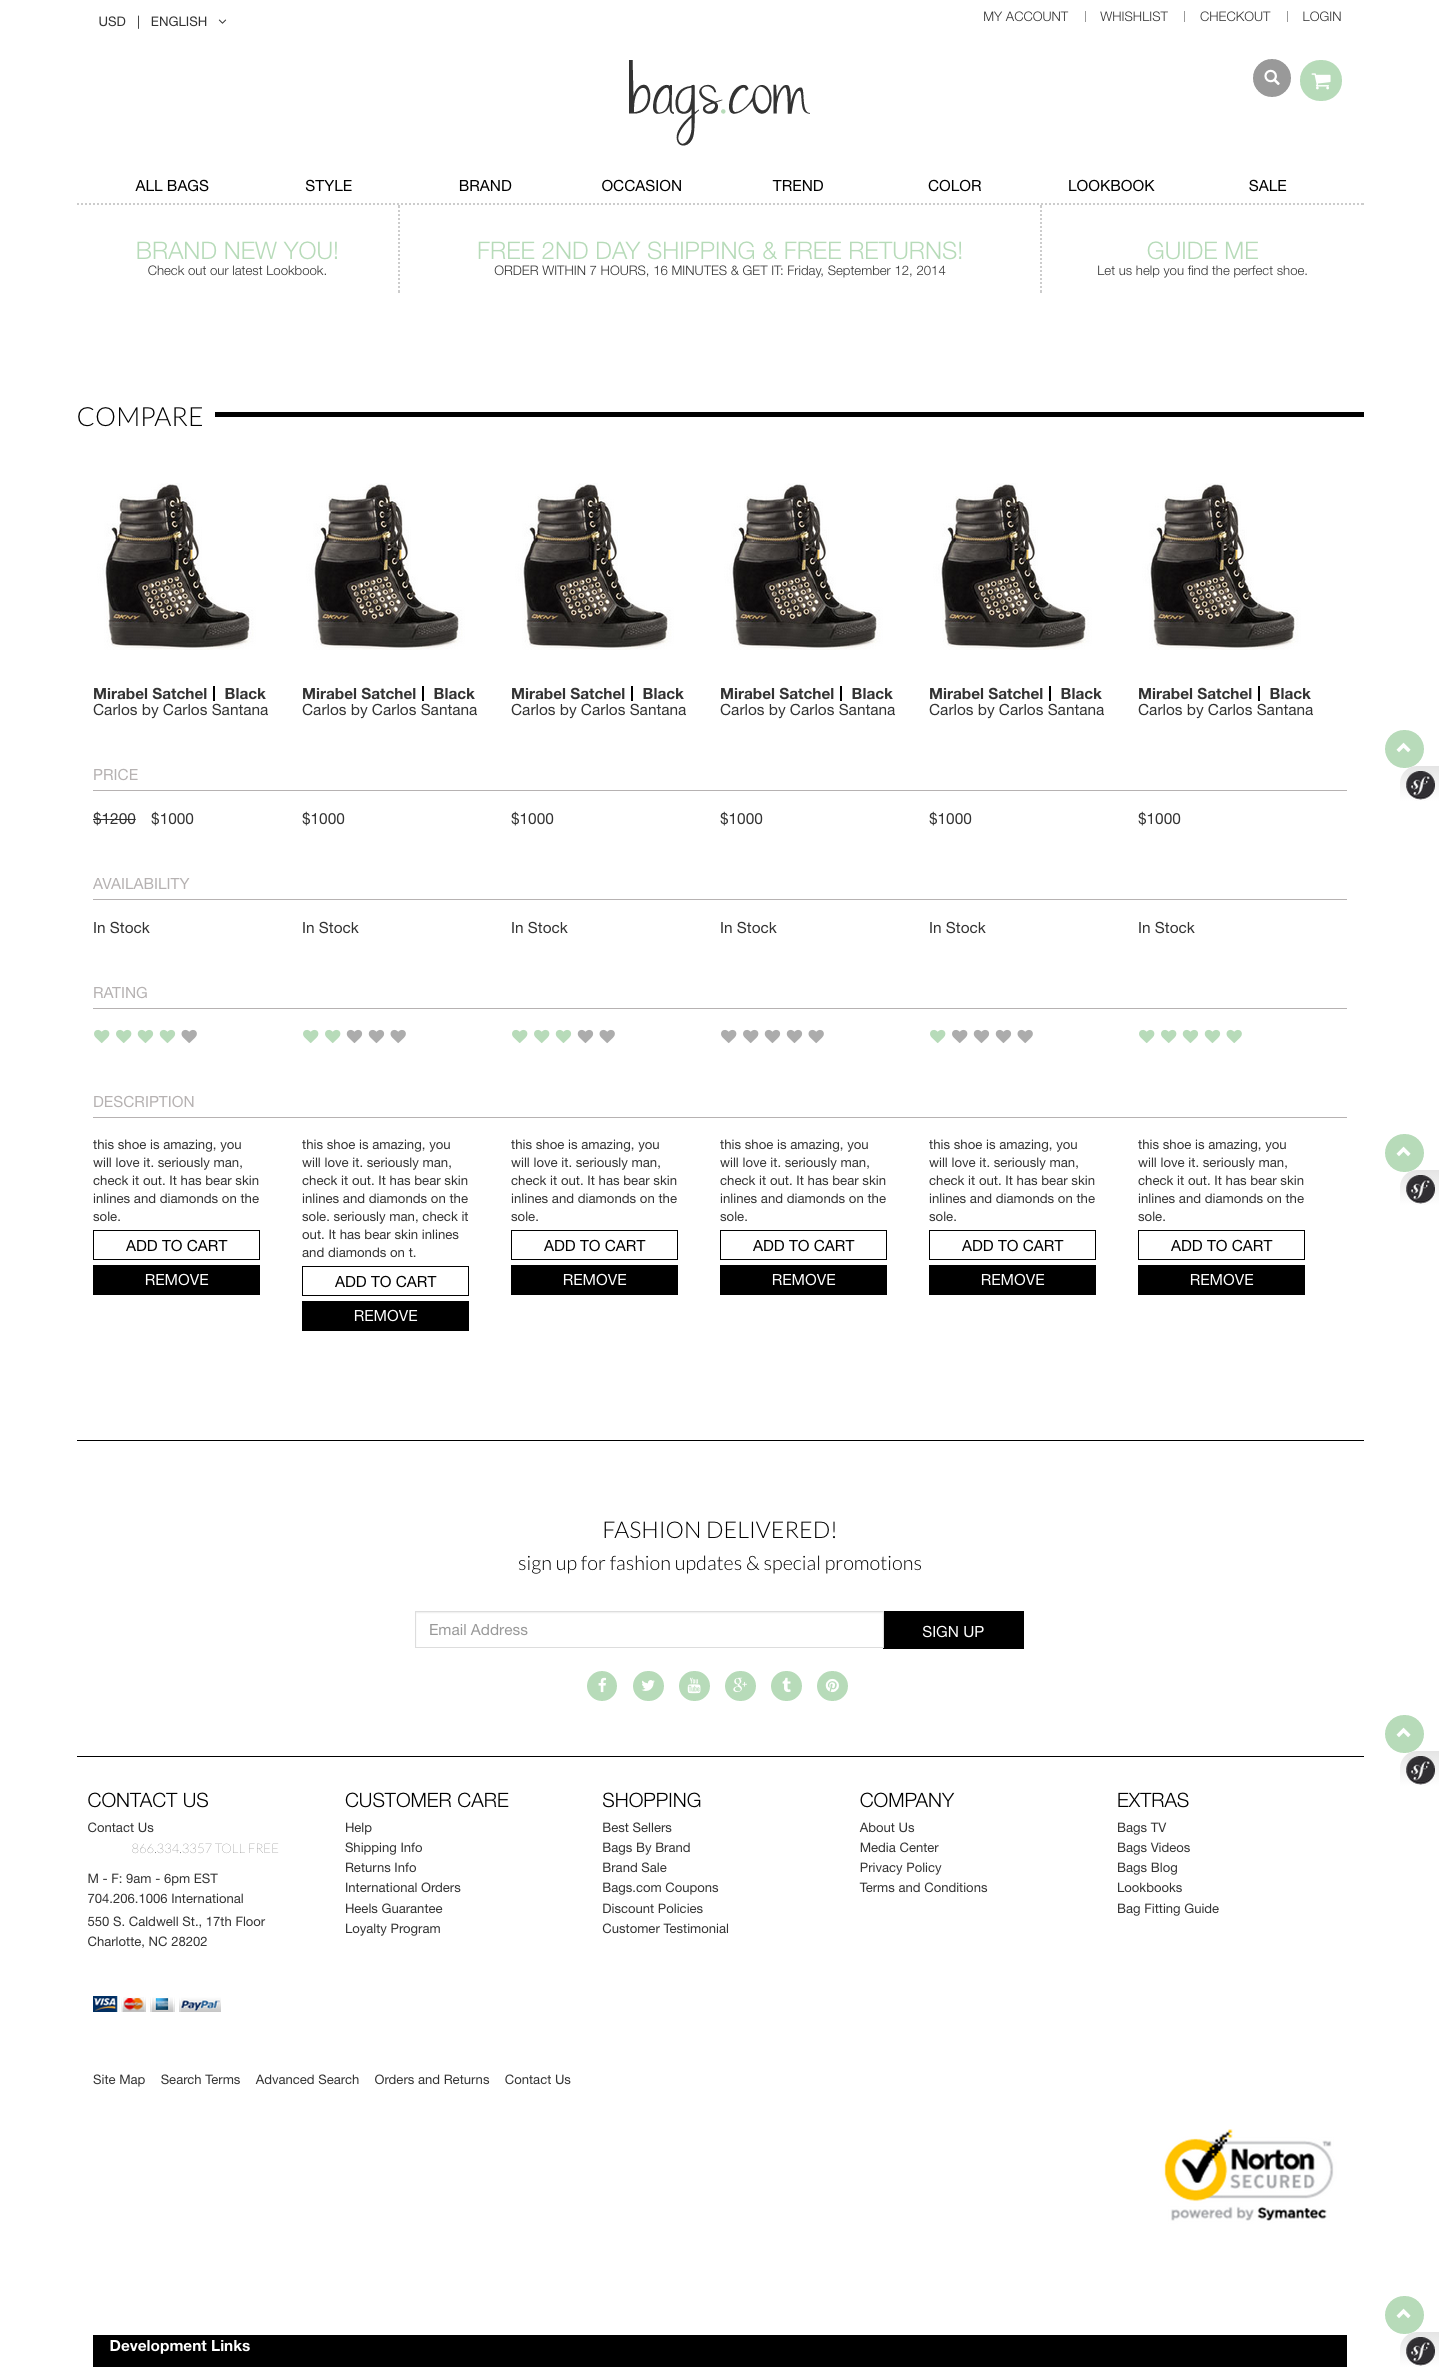 USD | ENGLISH
MY ACCOUNT | WHISHLIST | CHECKOUT | LOGIN
bags.com
ALL BAGS STYLE BRAND OCCASION TREND COLOR LOOKBOOK SALE
BRAND NEW YOU!
Check out our latest Lookbook.
FREE 2ND DAY SHIPPING & FREE RETURNS!
ORDER WITHIN 7 HOURS, 16 MINUTES & GET IT: Friday, September 12, 2014
GUIDE ME
Let us help you find the perfect shoe.
COMPARE
DKNY DKNY DKNY DKNY DKNY DKNY
Mirabel Satchel | Black Mirabel Satchel | Black Mirabel Satchel | Black Mirabel Satchel | Black Mirabel Satchel | Black Mirabel Satchel | Black
Carlos by Carlos Santana Carlos by Carlos Santana Carlos by Carlos Santana Carlos by Carlos Santana Carlos by Carlos Santana Carlos by Carlos Santana
sf
PRICE
$1200 $1000 $1000 $1000 $1000 $1000 $1000
AVAILABILITY
In Stock In Stock In Stock In Stock In Stock In Stock
RATING
DESCRIPTION
this shoe is amazing, you
will love it. seriously man,
check it out. It has bear skin
inlines and diamonds on the
sole.
ADD TO CART
REMOVE
this shoe is amazing, you
will love it. seriously man,
check it out. It has bear skin
inlines and diamonds on the
sole. seriously man, check it
out. It has bear skin inlines
and diamonds on t.
ADD TO CART
REMOVE
this shoe is amazing, you
will love it. seriously man,
check it out. It has bear skin
inlines and diamonds on the
sole.
ADD TO CART
REMOVE
this shoe is amazing, you
will love it. seriously man,
check it out. It has bear skin
inlines and diamonds on the
sole.
ADD TO CART
REMOVE
this shoe is amazing, you
will love it. seriously man,
check it out. It has bear skin
inlines and diamonds on the
sole.
ADD TO CART
REMOVE
this shoe is amazing, you
will love it. seriously man,
check it out. It has bear skin
inlines and diamonds on the
sole.
ADD TO CART
REMOVE
sf
FASHION DELIVERED!
sign up for fashion updates & special promotions
Email Address SIGN UP
f You Tube g+ t
sf
CONTACT US
Contact Us
866.334.3357 TOLL FREE
M - F: 9am - 6pm EST
704.206.1006 International
550 S. Caldwell St., 17th Floor
Charlotte, NC 28202
CUSTOMER CARE
Help
Shipping Info
Returns Info
International Orders
Heels Guarantee
Loyalty Program
SHOPPING
Best Sellers
Bags By Brand
Brand Sale
Bags.com Coupons
Discount Policies
Customer Testimonial
COMPANY
About Us
Media Center
Privacy Policy
Terms and Conditions
EXTRAS
Bags TV
Bags Videos
Bags Blog
Lookbooks
Bag Fitting Guide
VISA PayPal
Site Map Search Terms Advanced Search Orders and Returns Contact Us
Norton™
SECURED
powered by Symantec
Development Links
sf